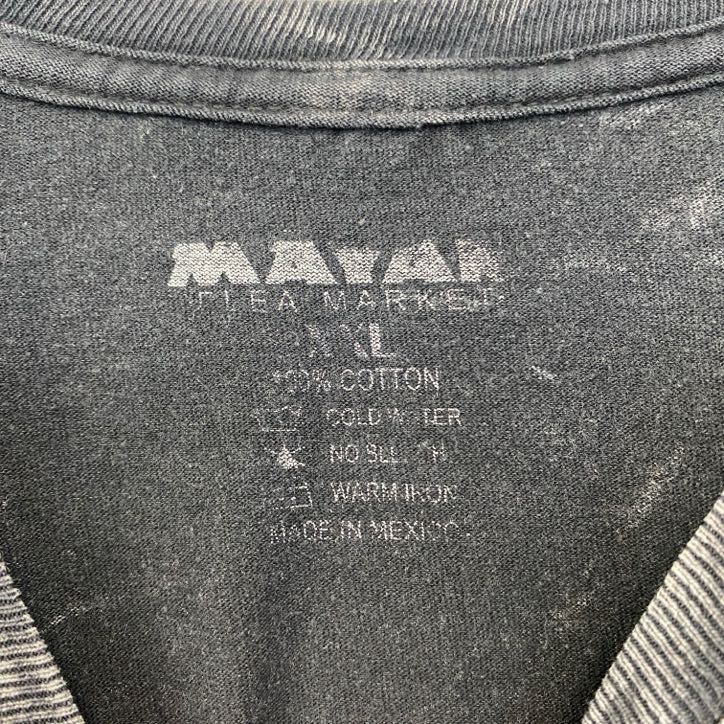 MAYAN
FLEA MARKET
XXL
100% COTTON
COLD WATER
NO BLEACH
WARM IRON
MADE IN MEXICO